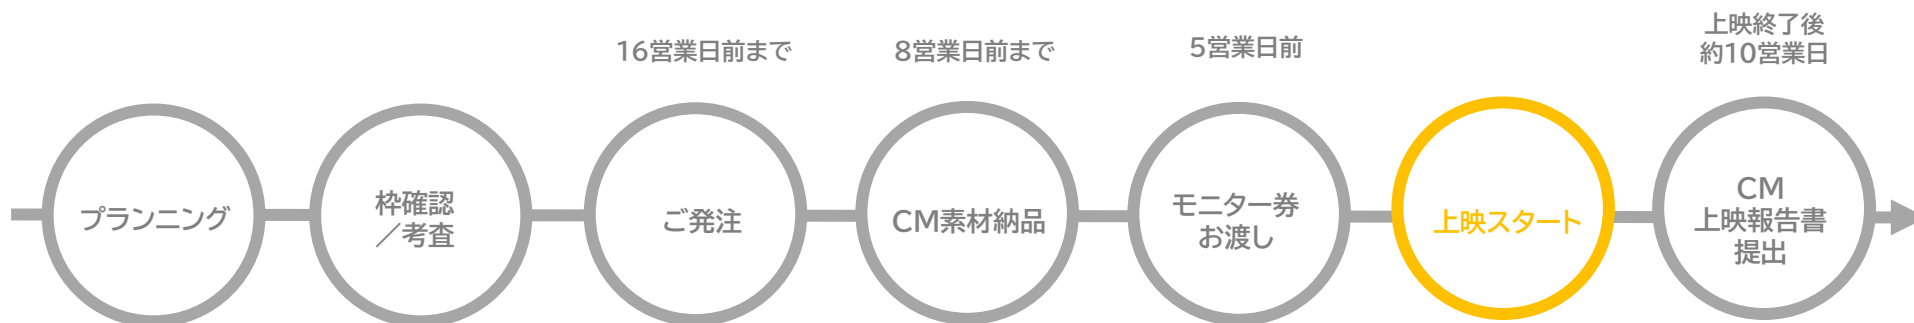 16営業日前まで
8営業日前まで
5営業日前
上映終了後
約10営業日
プランニング
枠確認
／考査
ご発注
CM素材納品
モニター券
お渡し
上映スタート
CM
上映報告書
提出